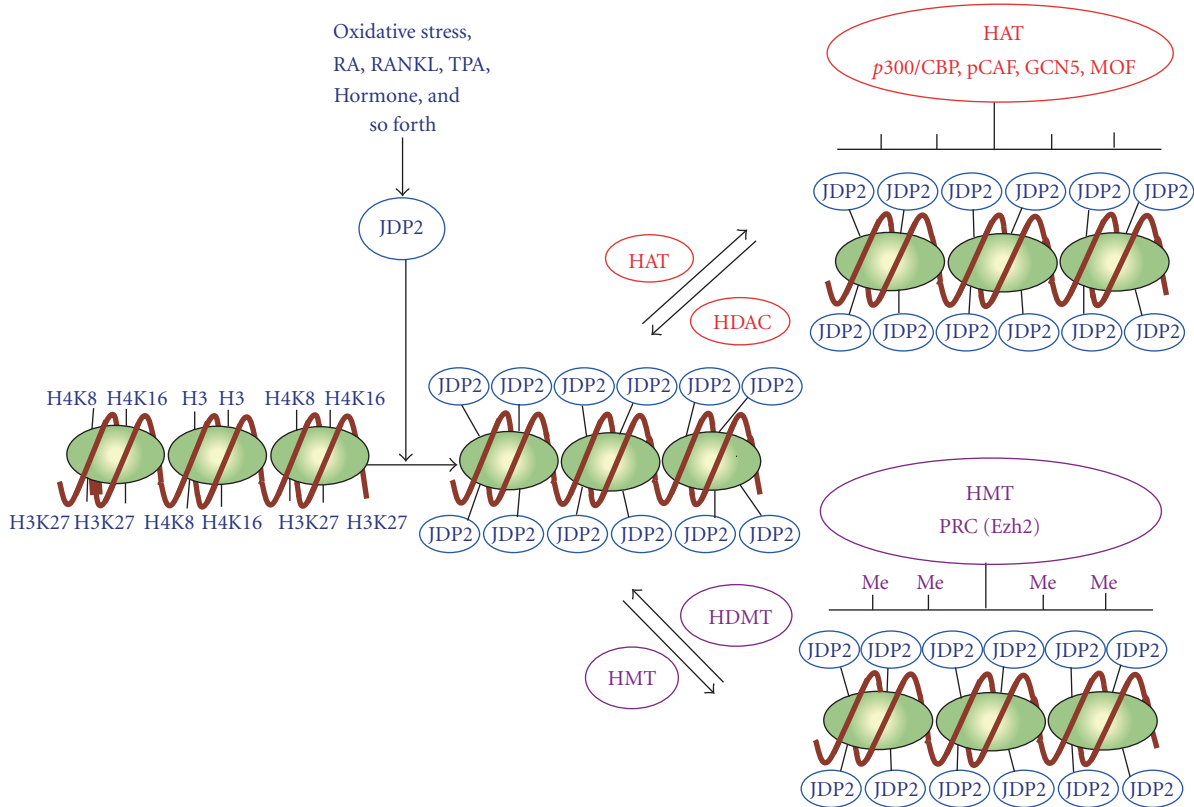 Oxidative stress,
RA, RANKL, TPA,
Hormone, and
so forth
JDP2
H4K8 H4K16 H3 H3 H4K8 H4K16
H3K27 H3K27 H4K8 H4K16 H3K27 H3K27
JDP2 JDP2 JDP2 JDP2 JDP2 JDP2
JDP2 JDP2 JDP2 JDP2 JDP2 JDP2
HAT
HDAC
HDMT
HMT
HAT
p300/CBP, pCAF, GCN5, MOF
JDP2 JDP2 JDP2 JDP2 JDP2 JDP2
JDP2 JDP2 JDP2 JDP2 JDP2 JDP2
HMT
PRC (Ezh2)
Me Me Me Me
JDP2 JDP2 JDP2 JDP2 JDP2 JDP2
JDP2 JDP2 JDP2 JDP2 JDP2 JDP2